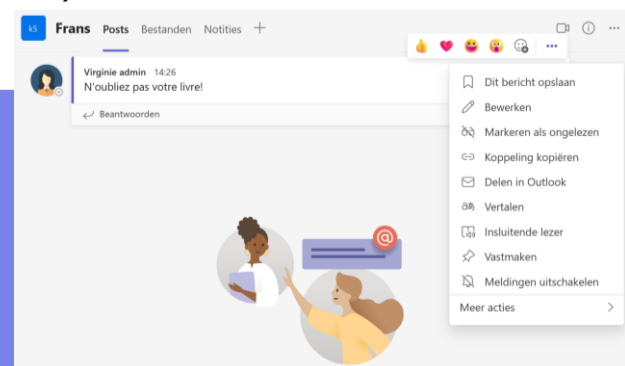 k5 Frans Posts Bestanden Notities
Virginie admin 14:26
N'oubliez pas votre livre!
Beantwoorden
Dit bericht opslaan
Bewerken
Markeren als ongelezen
Koppeling kopiëren
Delen in Outlook
Vertalen
Insluitende lezer
Vastmaken
Meldingen uitschakelen
Meer acties
@